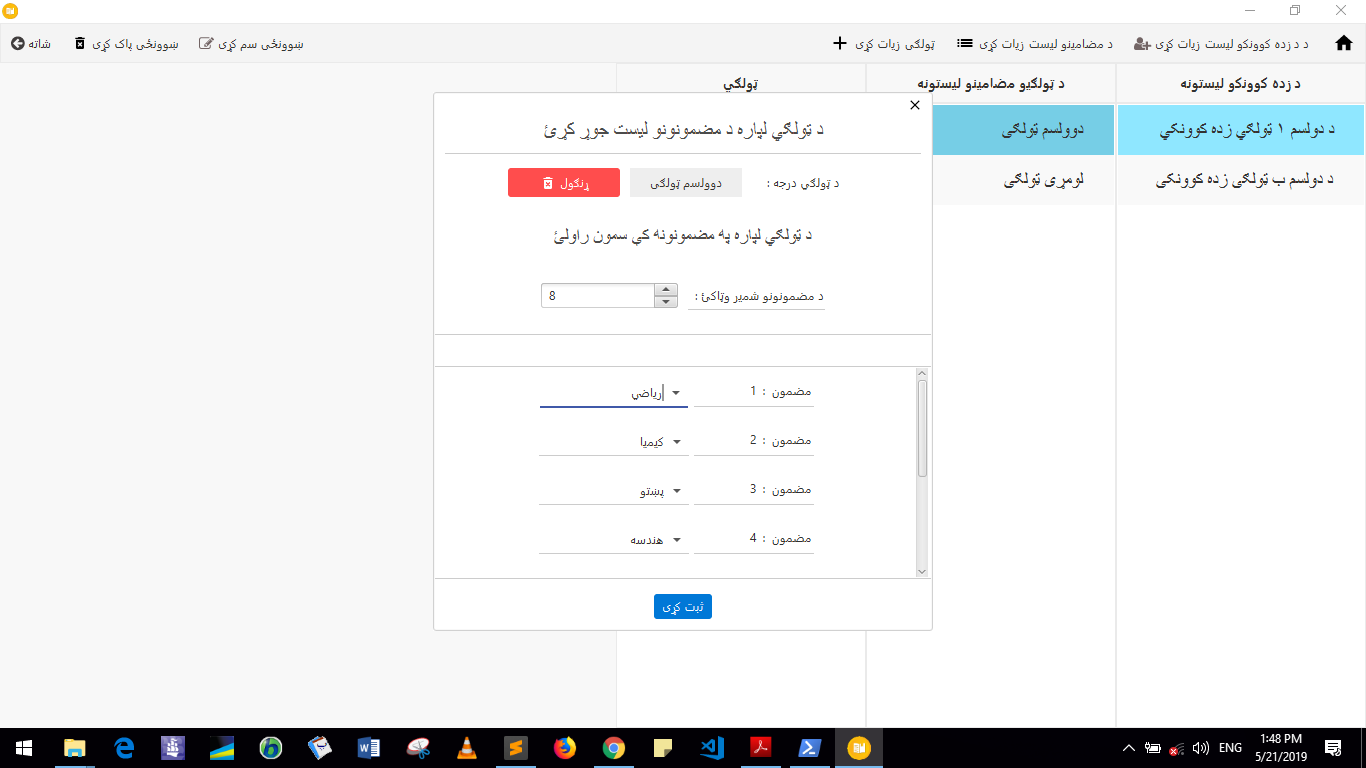 د د زده کوونکو لیست زیات کړی
د مضامینو لیست زیات کړی
ټولګی زیات کړی
ښوونځی سم کړی
ښوونځی پاک کړی
شاته
د زده کوونکو لیستونه
د ټولګیو مضامینو لیستونه
ټولګي
د دولسم ۱ ټولګي زده کوونکي
دوولسم ټولګی
د دولسم ب ټولګی زده کوونکی
لومړی ټولګی
د ټولګي لپاره د مضمونونو لیست جوړ کړئ
د ټولګي درجه :
دوولسم ټولګی
ړنګول
د ټولګي لپاره په مضمونونه کې سمون راولئ
د مضمونونو شمیر وټاکئ :
8
مضمون : 1
ریاضي
مضمون : 2
کیمیا
مضمون : 3
پښتو
مضمون : 4
هندسه
ثبت کړی
ENG
1:48 PM
5/21/2019